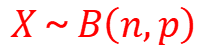 X ~ B(n, p)